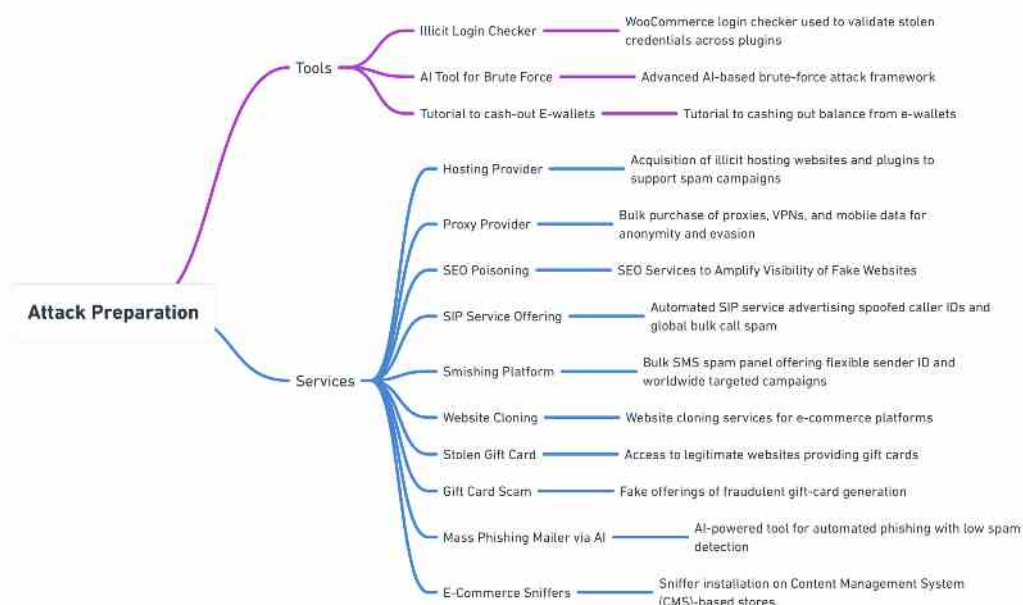 Attack Preparation
Tools
Illicit Login Checker
WooCommerce login checker used to validate stolen
credentials across plugins
AI Tool for Brute Force
Advanced AI-based brute-force attack framework
Tutorial to cash-out E-wallets
Tutorial to cashing out balance from e-wallets
Services
Hosting Provider
Acquisition of illicit hosting websites and plugins to
support spam campaigns
Proxy Provider
Bulk purchase of proxies, VPNs, and mobile data for
anonymity and evasion
SEO Poisoning
SEO Services to Amplify Visibility of Fake Websites
SIP Service Offering
Automated SIP service advertising spoofed caller IDs and
global bulk call spam
Smishing Platform
Bulk SMS spam panel offering flexible sender ID and
worldwide targeted campaigns
Website Cloning
Website cloning services for e-commerce platforms
Stolen Gift Card
Access to legitimate websites providing gift cards
Gift Card Scam
Fake offerings of fraudulent gift-card generation
Mass Phishing Mailer via AI
AI-powered tool for automated phishing with low spam
detection
E-Commerce Sniffers
Sniffer installation on Content Management System
(CMS)-based stores